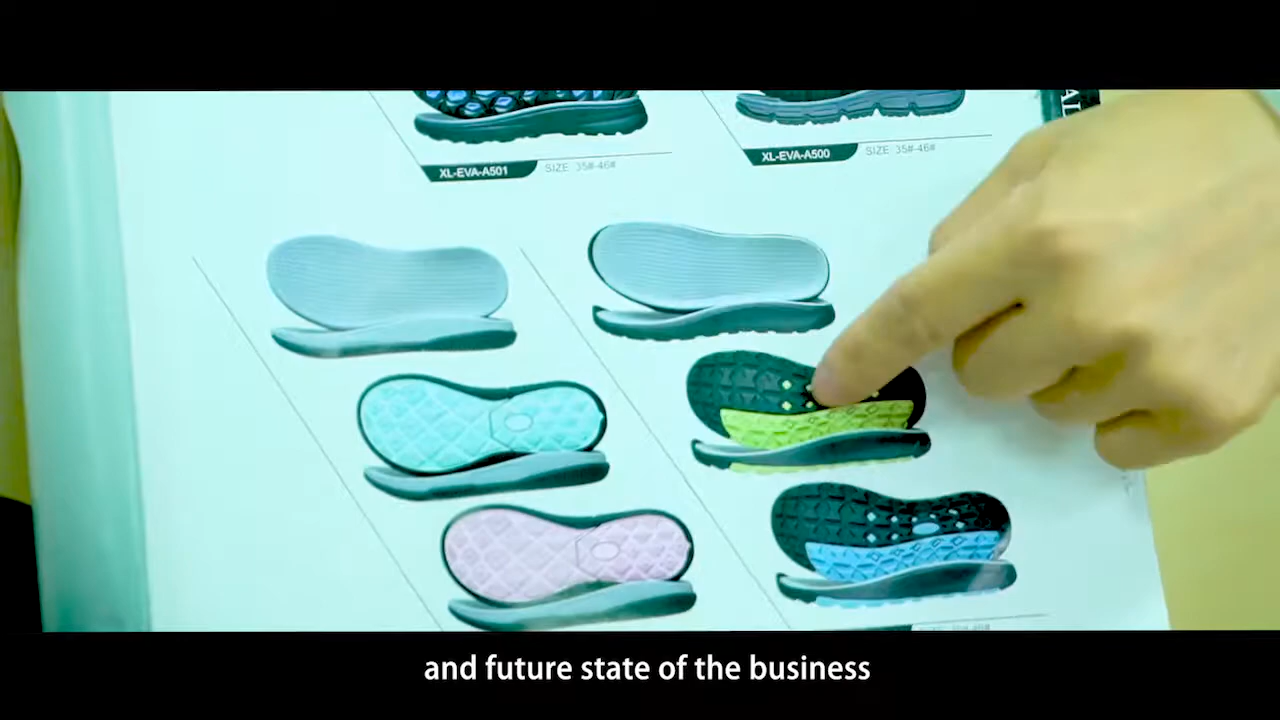 XL-EVA-A501
SIZE: 35#-46#
XL-EVA-A500
SIZE: 35#-46#
and future state of the business